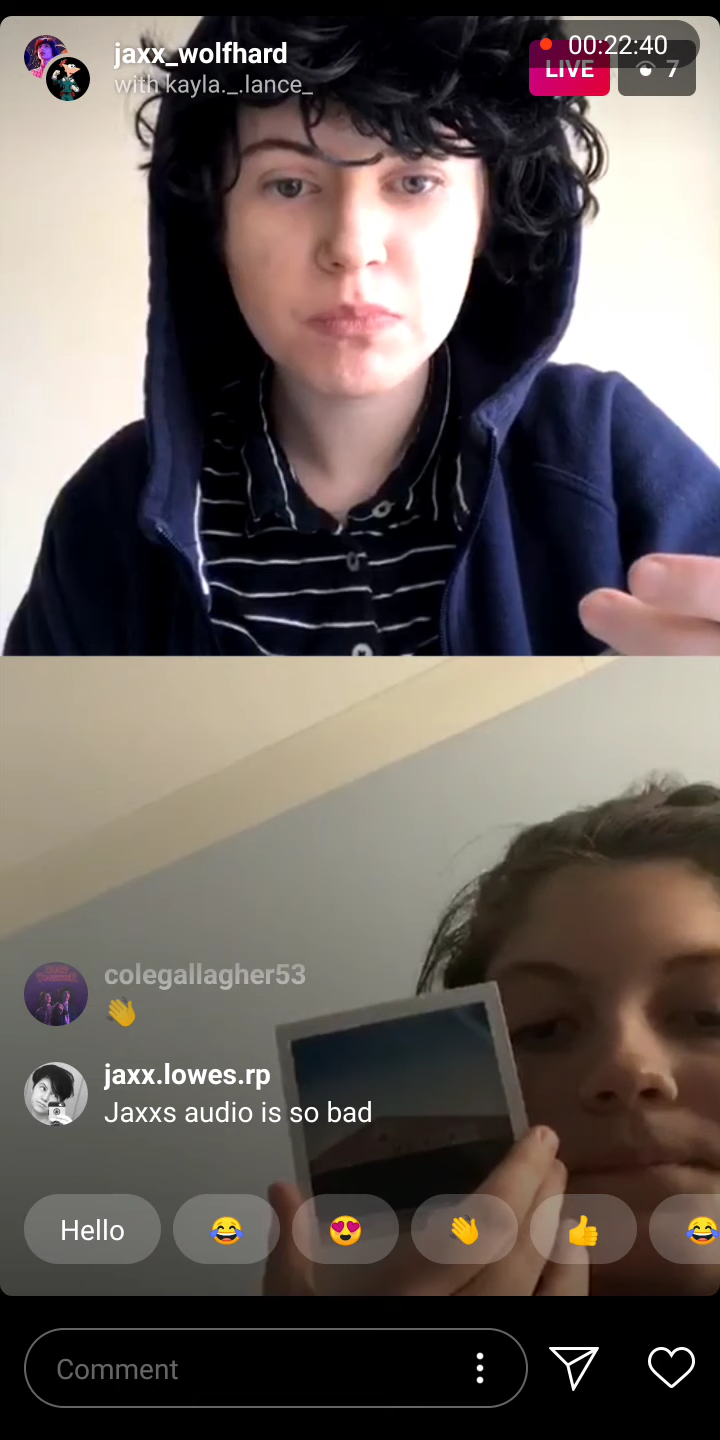 jaxx_wolfhard
with kayla._.lance_
00:22:40
LIVE
7
colegallagher53
👋
jaxx.lowes.rp
Jaxxs audio is so bad
Hello 😂 😍 👋 👍 😂
Comment